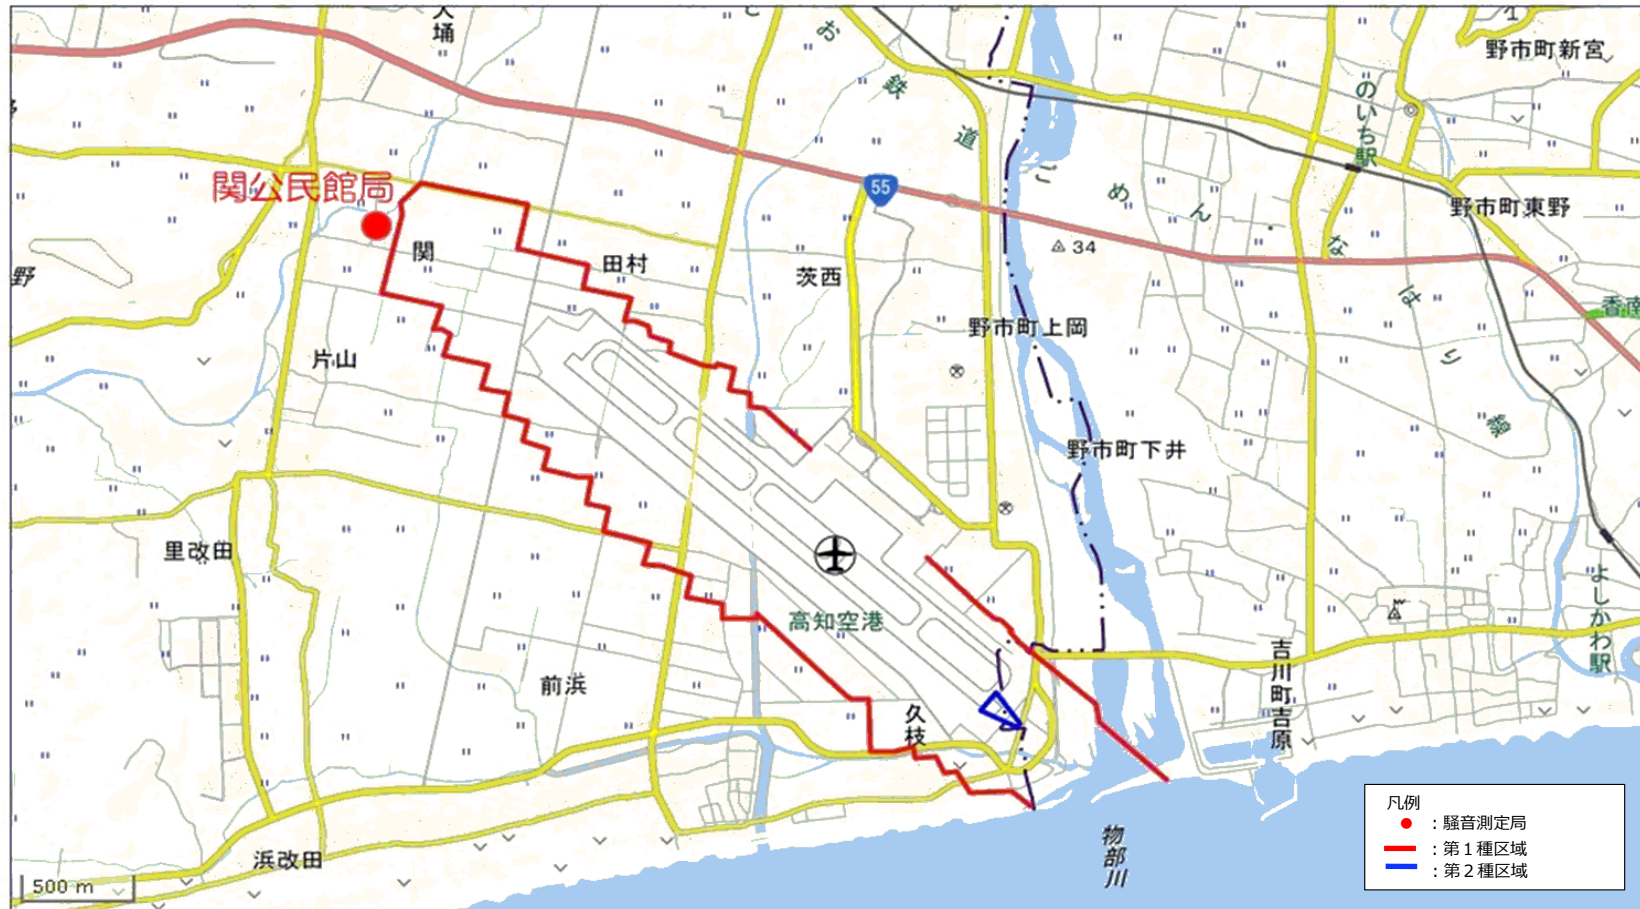 野市町新宮
のいち駅
関公民館局
55
野市町東野
34
関
田村
茨西
野
香南
野市町上岡
片山
野市町下井
ごめん・なはり線
鉄道
里改田
高知空港
よしかわ駅
前浜
久枝
吉川町吉原
物部川
浜改田
500 m
凡例
：騒音測定局
：第１種区域
：第２種区域